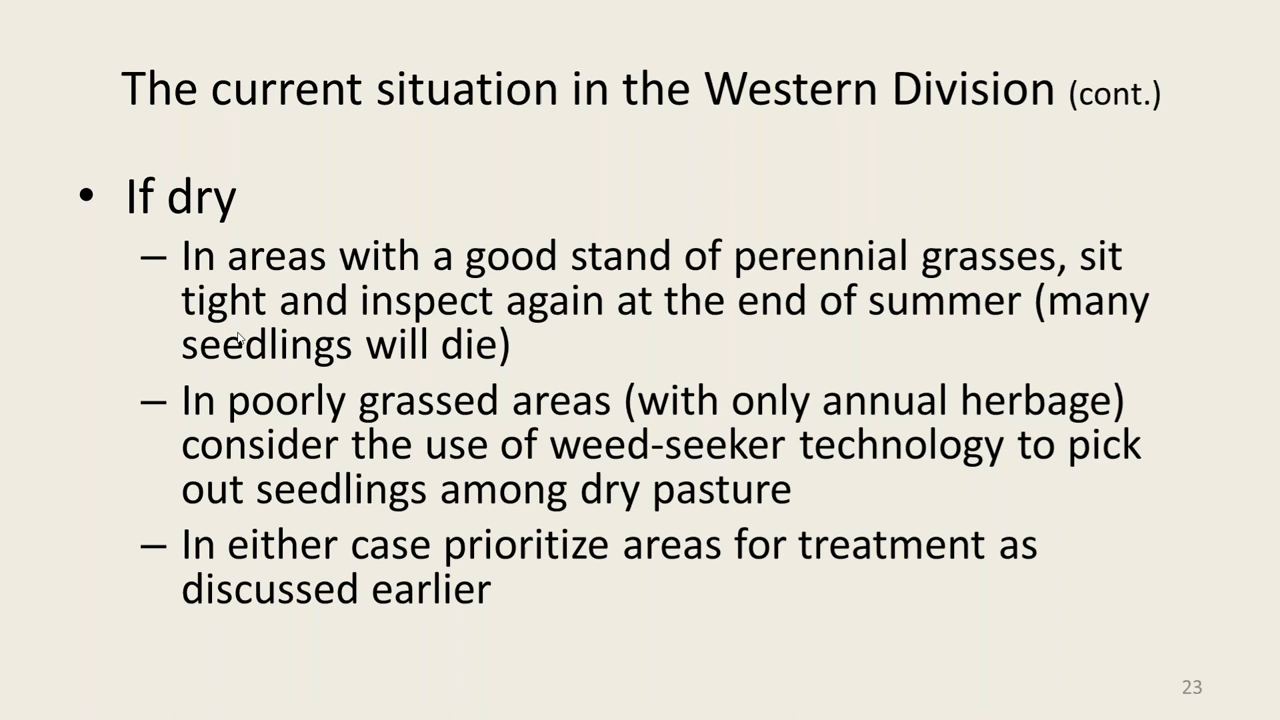 The current situation in the Western Division (cont.)
• If dry
– In areas with a good stand of perennial grasses, sit
tight and inspect again at the end of summer (many
seedlings will die)
– In poorly grassed areas (with only annual herbage)
consider the use of weed-seeker technology to pick
out seedlings among dry pasture
– In either case prioritize areas for treatment as
discussed earlier
23